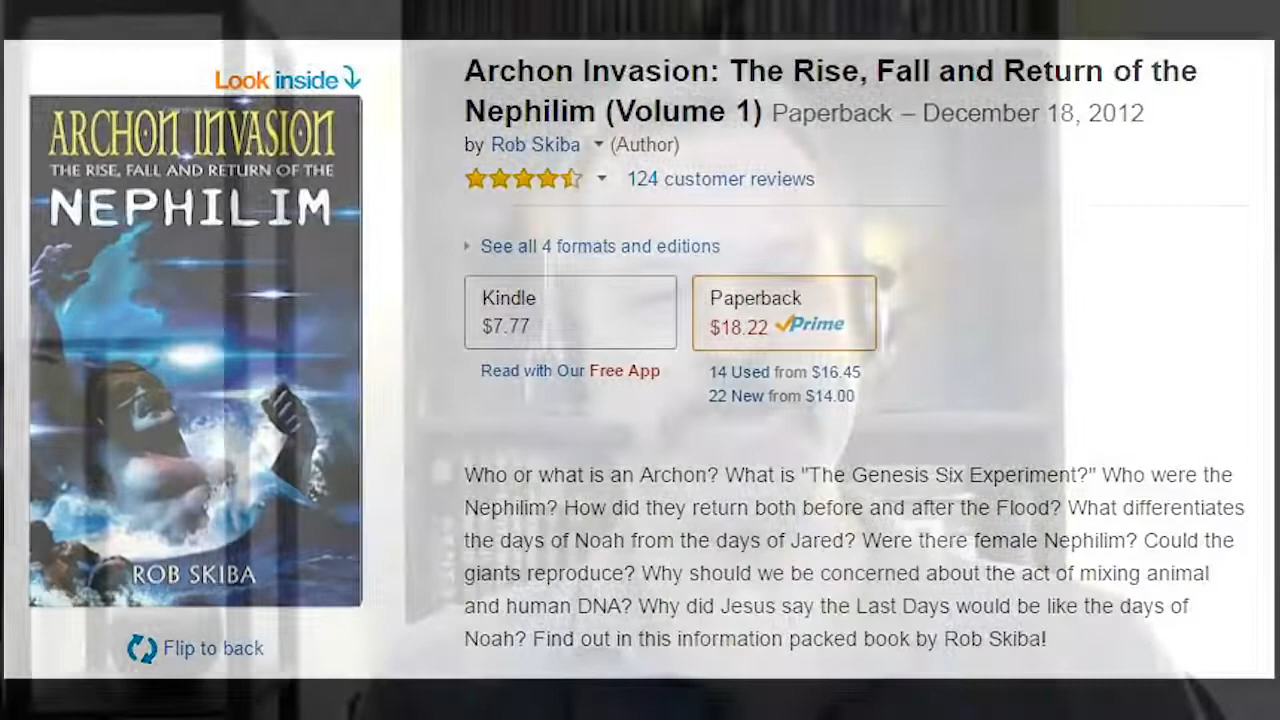 Look inside
ARCHON INVASION
THE RISE, FALL AND RETURN OF THE
NEPHILIM
ROB SKIBA
Flip to back
Archon Invasion: The Rise, Fall and Return of the
Nephilim (Volume 1) Paperback – December 18, 2012
by Rob Skiba (Author)
124 customer reviews
See all 4 formats and editions
Kindle
$7.77
Read with Our Free App
Paperback
$18.22 Prime
14 Used from $16.45
22 New from $14.00
Who or what is an Archon? What is "The Genesis Six Experiment?" Who were the
Nephilim? How did they return both before and after the Flood? What differentiates
the days of Noah from the days of Jared? Were there female Nephilim? Could the
giants reproduce? Why should we be concerned about the act of mixing animal
and human DNA? Why did Jesus say the Last Days would be like the days of
Noah? Find out in this information packed book by Rob Skiba!